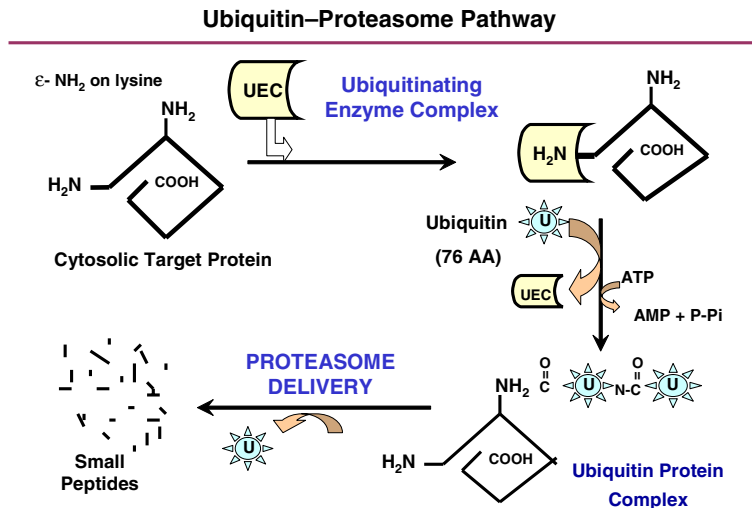 Ubiquitin–Proteasome Pathway
ε- NH2 on lysine
NH2
H2N
COOH
Cytosolic Target Protein
UEC
Ubiquitinating
Enzyme Complex
NH2
H2N
COOH
Ubiquitin
(76 AA)
U
UEC
ATP
AMP + P-Pi
O
C
U
O
N-C
U
NH2
H2N
COOH
Ubiquitin Protein
Complex
PROTEASOME
DELIVERY
U
Small
Peptides